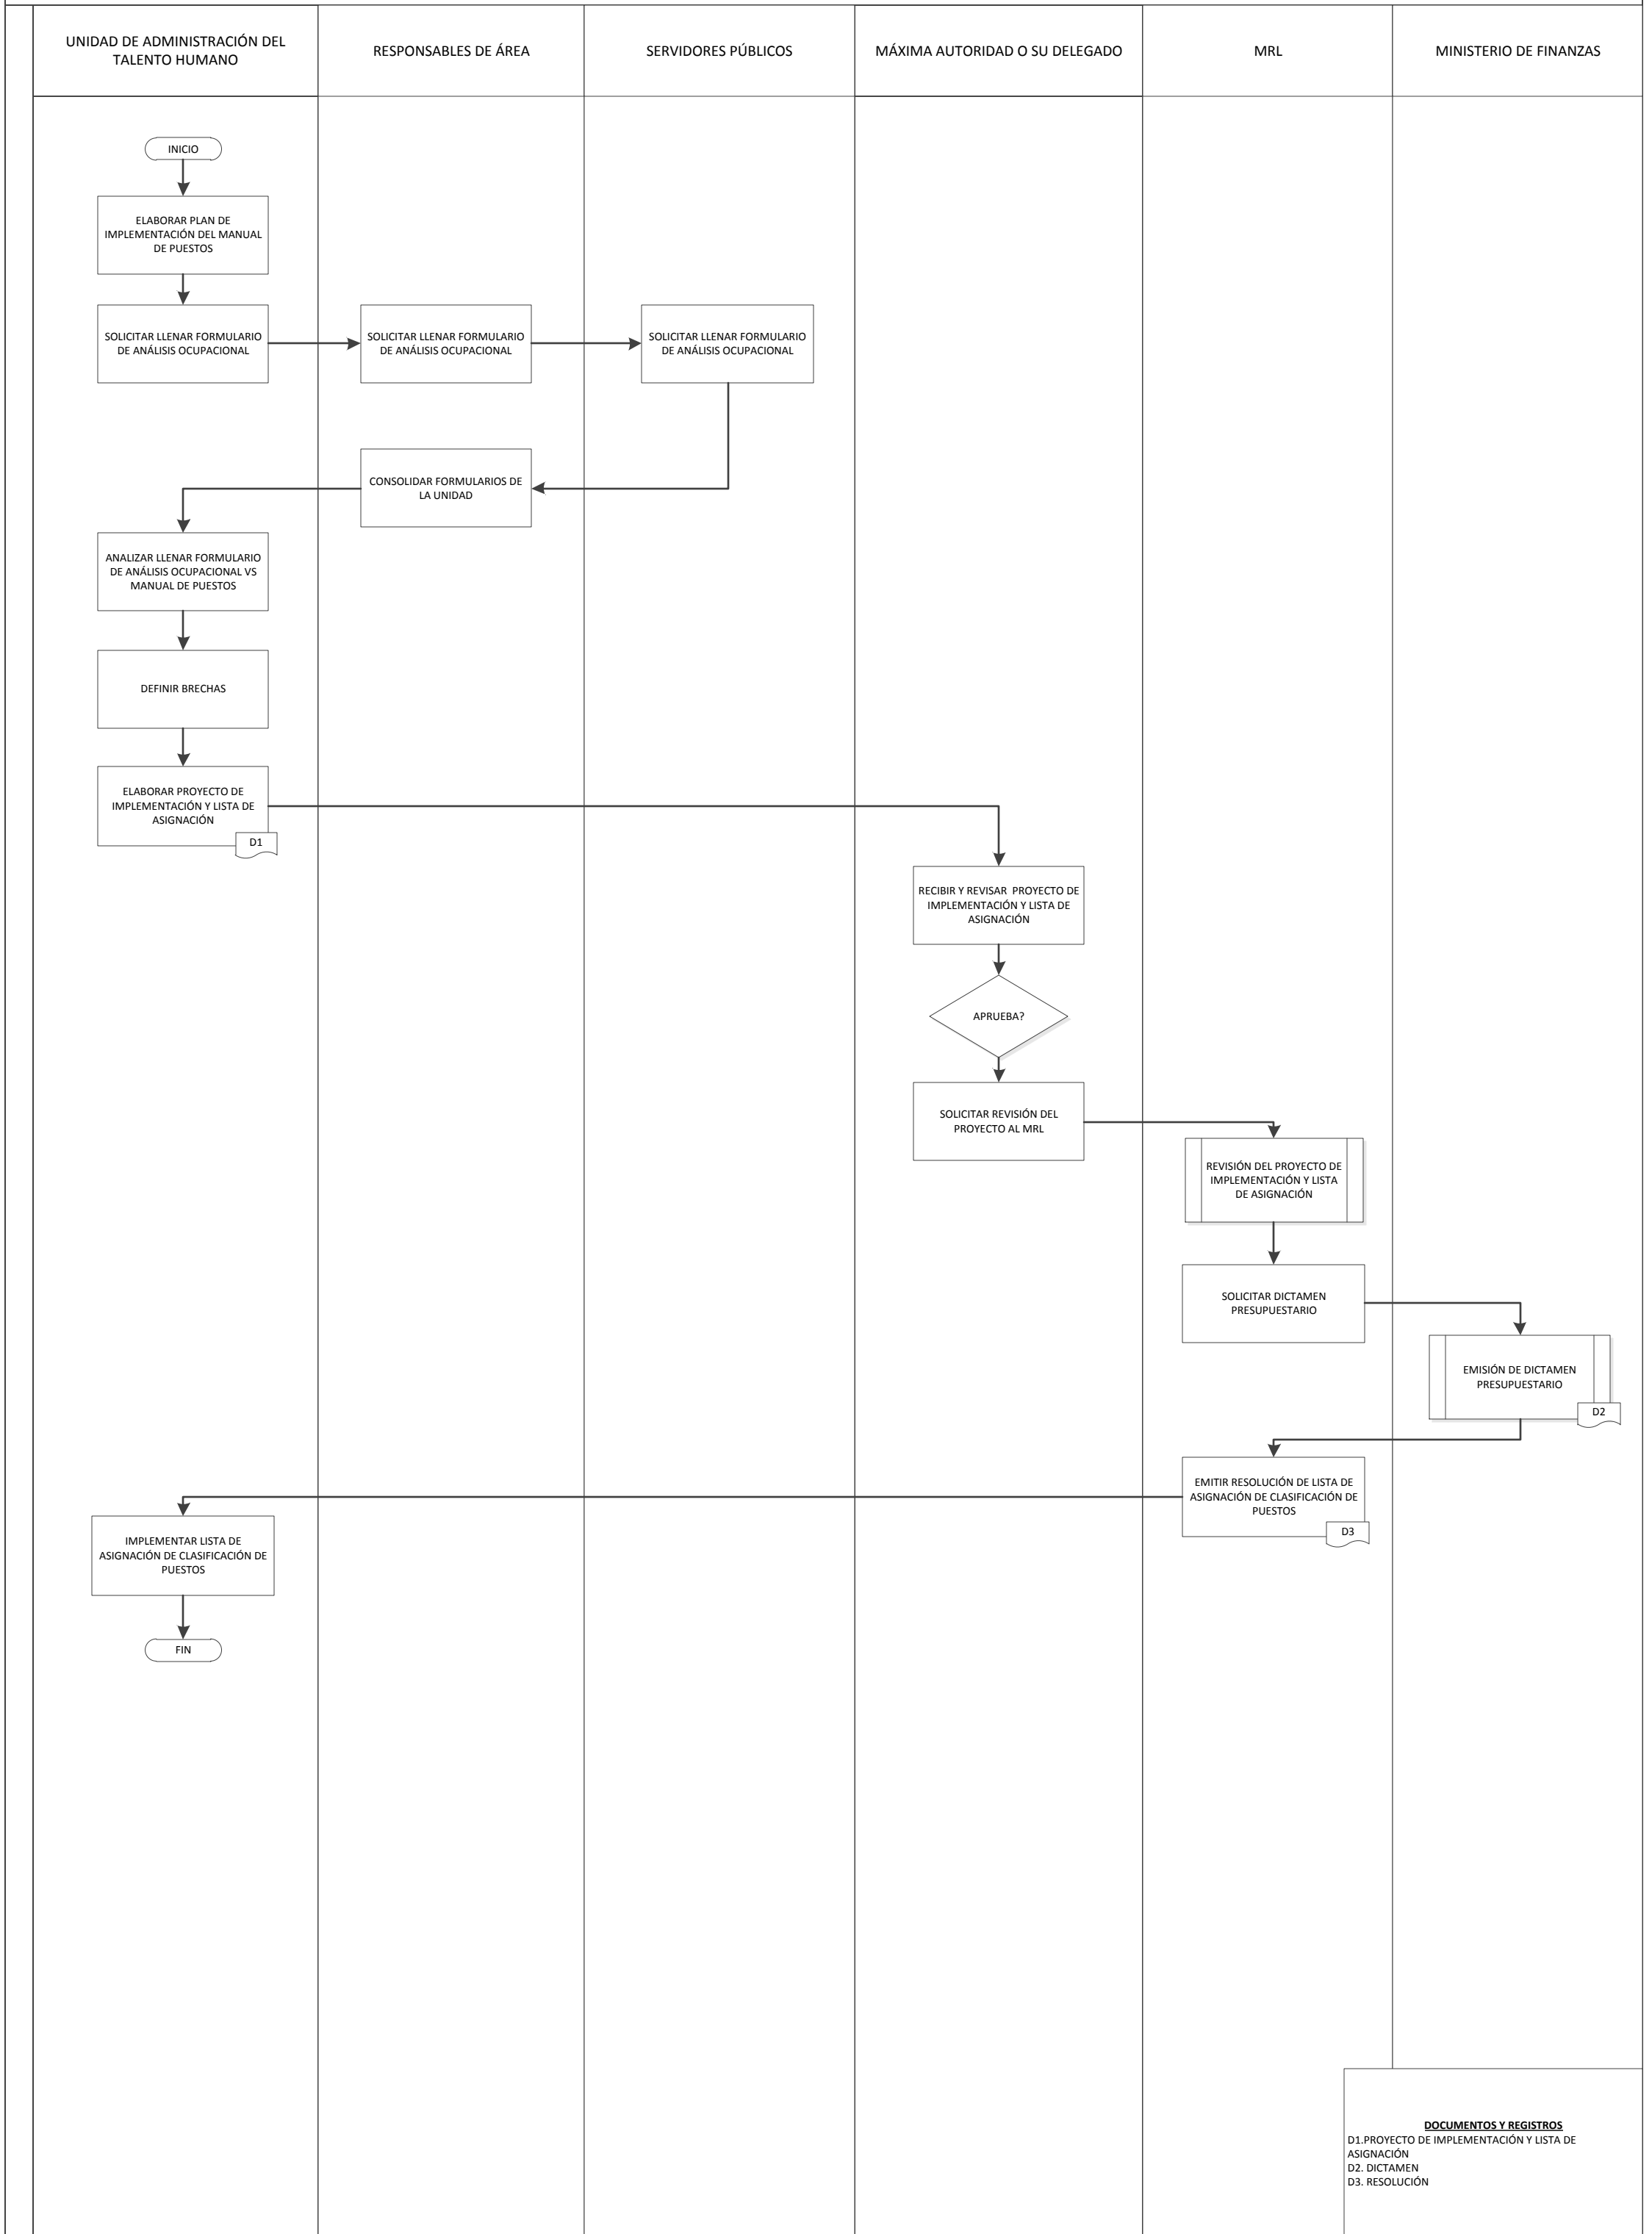 UNIDAD DE ADMINISTRACIÓN DEL
TALENTO HUMANO
RESPONSABLES DE ÁREA
SERVIDORES PÚBLICOS
MÁXIMA AUTORIDAD O SU DELEGADO
MRL
MINISTERIO DE FINANZAS
INICIO
ELABORAR PLAN DE
IMPLEMENTACIÓN DEL MANUAL
DE PUESTOS
SOLICITAR LLENAR FORMULARIO
DE ANÁLISIS OCUPACIONAL
SOLICITAR LLENAR FORMULARIO
DE ANÁLISIS OCUPACIONAL
SOLICITAR LLENAR FORMULARIO
DE ANÁLISIS OCUPACIONAL
CONSOLIDAR FORMULARIOS DE
LA UNIDAD
ANALIZAR LLENAR FORMULARIO
DE ANÁLISIS OCUPACIONAL VS
MANUAL DE PUESTOS
DEFINIR BRECHAS
ELABORAR PROYECTO DE
IMPLEMENTACIÓN Y LISTA DE
ASIGNACIÓN
D1
RECIBIR Y REVISAR  PROYECTO DE
IMPLEMENTACIÓN Y LISTA DE
ASIGNACIÓN
APRUEBA?
SOLICITAR REVISIÓN DEL
PROYECTO AL MRL
REVISIÓN DEL PROYECTO DE
IMPLEMENTACIÓN Y LISTA
DE ASIGNACIÓN
SOLICITAR DICTAMEN
PRESUPUESTARIO
EMISIÓN DE DICTAMEN
PRESUPUESTARIO
D2
EMITIR RESOLUCIÓN DE LISTA DE
ASIGNACIÓN DE CLASIFICACIÓN DE
PUESTOS
D3
IMPLEMENTAR LISTA DE
ASIGNACIÓN DE CLASIFICACIÓN DE
PUESTOS
FIN
DOCUMENTOS Y REGISTROS
D1.PROYECTO DE IMPLEMENTACIÓN Y LISTA DE
ASIGNACIÓN
D2. DICTAMEN
D3. RESOLUCIÓN